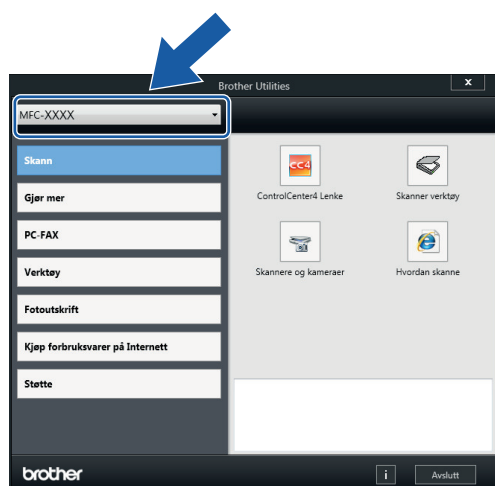 Brother Utilities
x
MFC-XXXX
Skann
Gjør mer
PC-FAX
Verktøy
Fotoutskrift
Kjøp forbruksvarer på Internett
Støtte
CC4
ControlCenter4 Lenke
Skanner verktøy
Skannere og kameraer
Hvordan skanne
brother
i
Avslutt